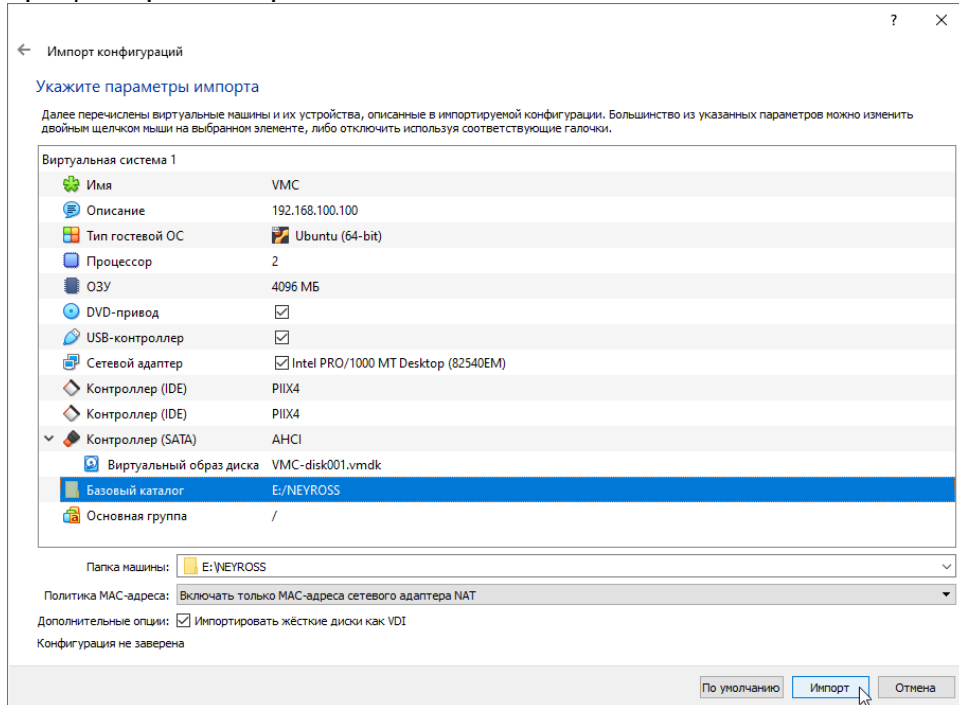 ?
Импорт конфигураций
Укажите параметры импорта
Далее перечислены виртуальные машины и их устройства, описанные в импортируемой конфигурации. Большинство из указанных параметров можно изменить
двойным щелчком мыши на выбранном элементе, либо отключить используя соответствующие галочки.
Виртуальная система 1
Имя VMC
Описание 192.168.100.100
Тип гостевой ОС Ubuntu (64-bit)
Процессор 2
ОЗУ 4096 МБ
DVD-привод
USB-контроллер
Сетевой адаптер Intel PRO/1000 MT Desktop (82540EM)
Контроллер (IDE) PIIX4
Контроллер (IDE) PIIX4
Контроллер (SATA) AHCI
Виртуальный образ диска VMC-disk001.vmdk
Базовый каталог E:/NEYROSS
Основная группа /
Папка машины: E:\NEYROSS
Политика MAC-адреса: Включать только MAC-адреса сетевого адаптера NAT
Дополнительные опции: Импортировать жёсткие диски как VDI
Конфигурация не заверена
По умолчанию Импорт Отмена